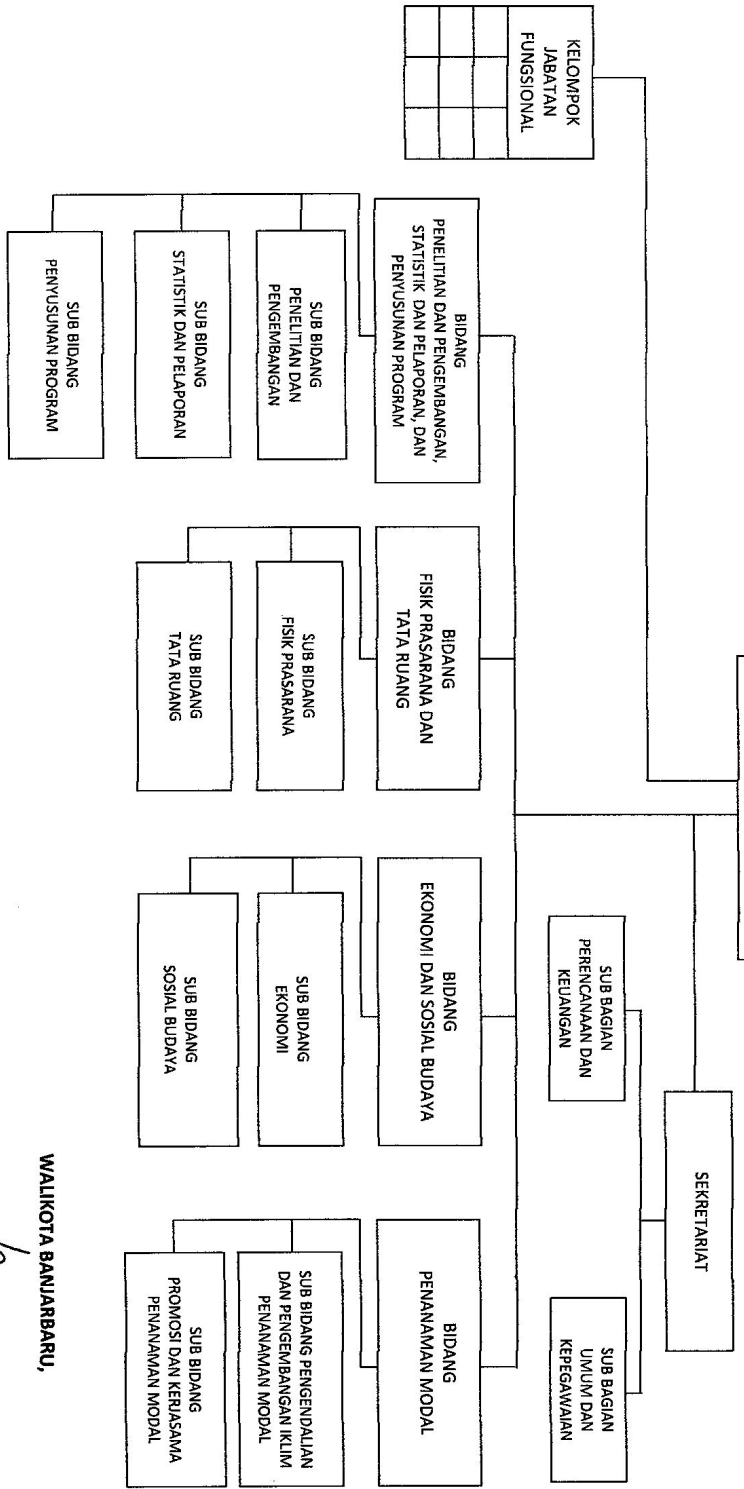 SEKRETARIAT
SUB BAGIAN
PERENCANAAN DAN
KEUANGAN
SUB BAGIAN
UMUM DAN
KEPEGAWAIAN
KELOMPOK
JABATAN
FUNGSIONAL
BIDANG
PENELITIAN DAN PENGEMBANGAN,
STATISTIK DAN PELAPORAN, DAN
PENYUSUNAN PROGRAM
SUB BIDANG
PENELITIAN DAN
PENGEMBANGAN
SUB BIDANG
STATISTIK DAN PELAPORAN
SUB BIDANG
PENYUSUNAN PROGRAM
BIDANG
FISIK PRASARANA DAN
TATA RUANG
SUB BIDANG
FISIK PRASARANA
SUB BIDANG
TATA RUANG
BIDANG
EKONOMI DAN SOSIAL BUDAYA
SUB BIDANG
EKONOMI
SUB BIDANG
SOSIAL BUDAYA
BIDANG
PENANAMAN MODAL
SUB BIDANG PENGENDALIAN
DAN PENGEMBANGAN IKLIM
PENANAMAN MODAL
SUB BIDANG
PROMOSI DAN KERJASAMA
PENANAMAN MODAL
WALIKOTA BANJARBARU,